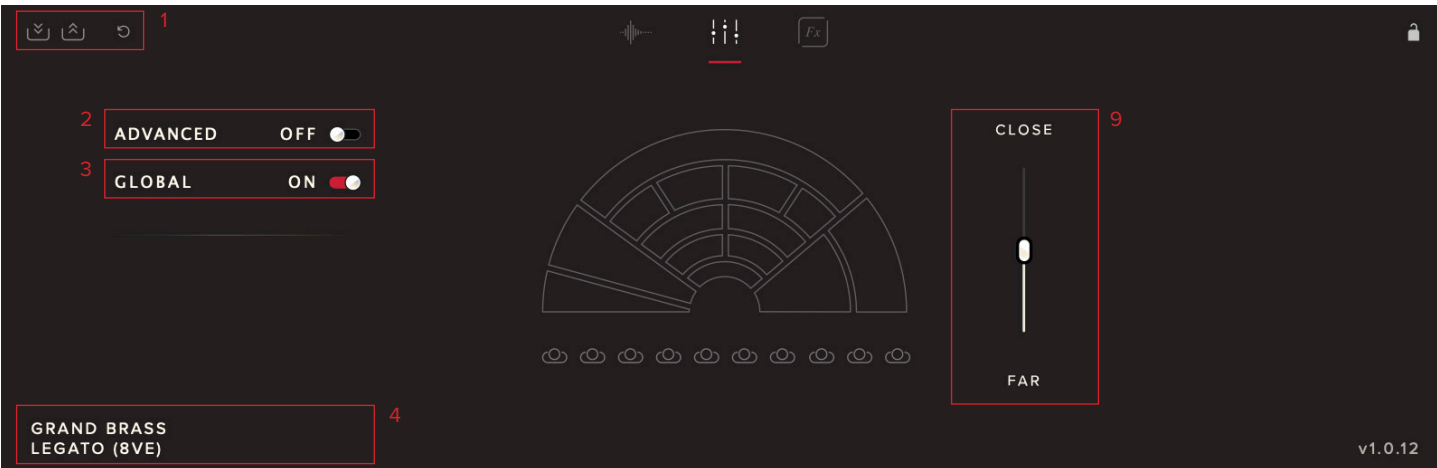 1
Fx
2
ADVANCED OFF
3
GLOBAL ON
CLOSE
9
FAR
4
GRAND BRASS
LEGATO (8VE)
v1.0.12